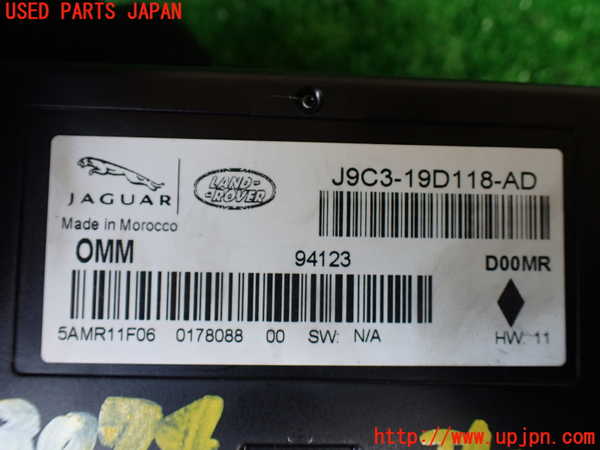 USED PARTS JAPAN
JAGUAR
LAND-
ROVER
J9C3-19D118-AD
Made in Morocco
OMM
94123
D00MR
5AMR11F06 0178088 00 SW: N/A
HW: 11
http://www.upjpn.com/